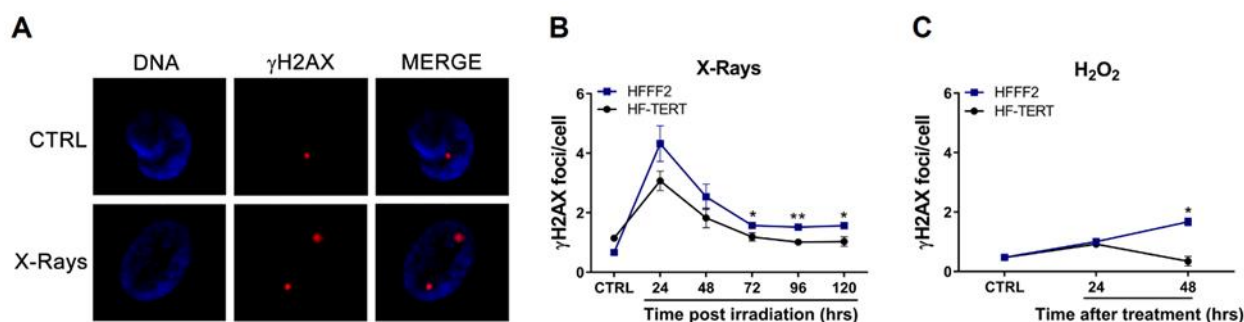 A
DNA
γH2AX
MERGE
CTRL
X-Rays
B
X-Rays
HFFF2
HF-TERT
γH2AX foci/cell
6
4
2
0
*
**
*
CTRL 24 48 72 96 120
Time post irradiation (hrs)
C
H₂O₂
HFFF2
HF-TERT
γH2AX foci/cell
6
4
2
0
*
CTRL 24 48
Time after treatment (hrs)